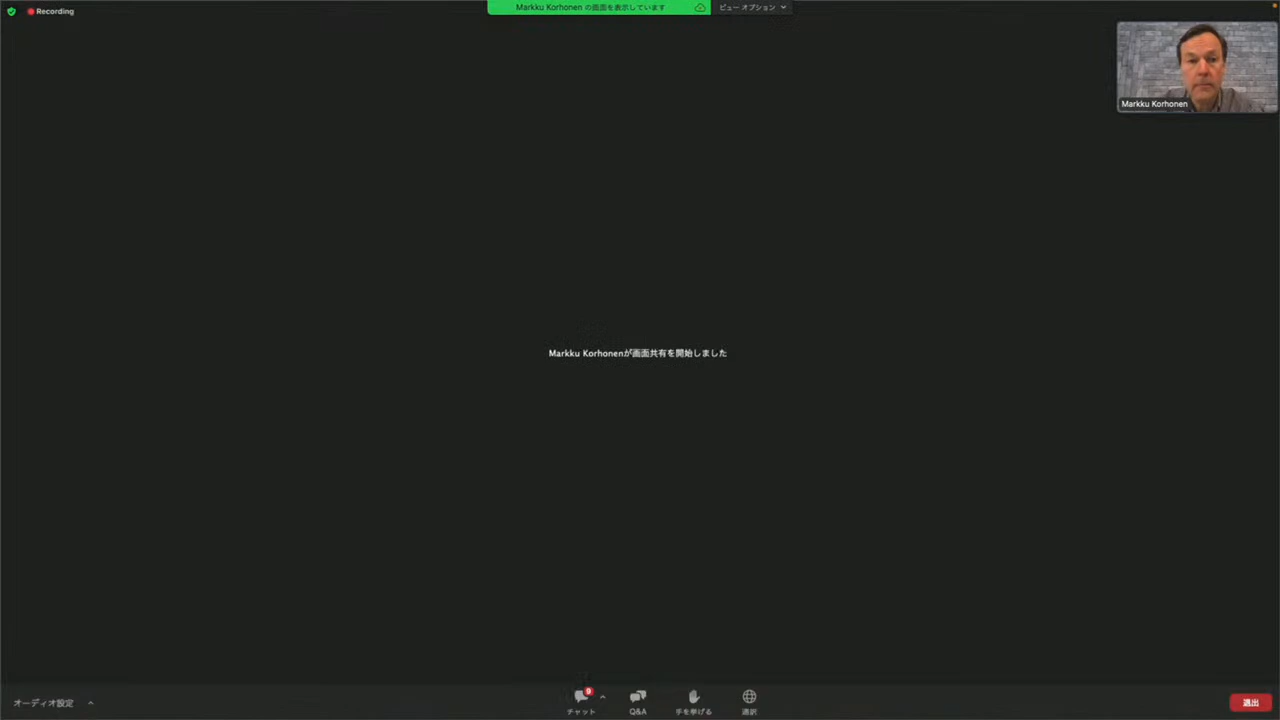 Recording
Markku Korhonen の画面を表示しています
ビュー オプション
Markku Korhonen
Markku Korhonenが画面共有を開始しました
オーディオ設定
9
チャット
Q&A
手を挙げる
通訳
退出